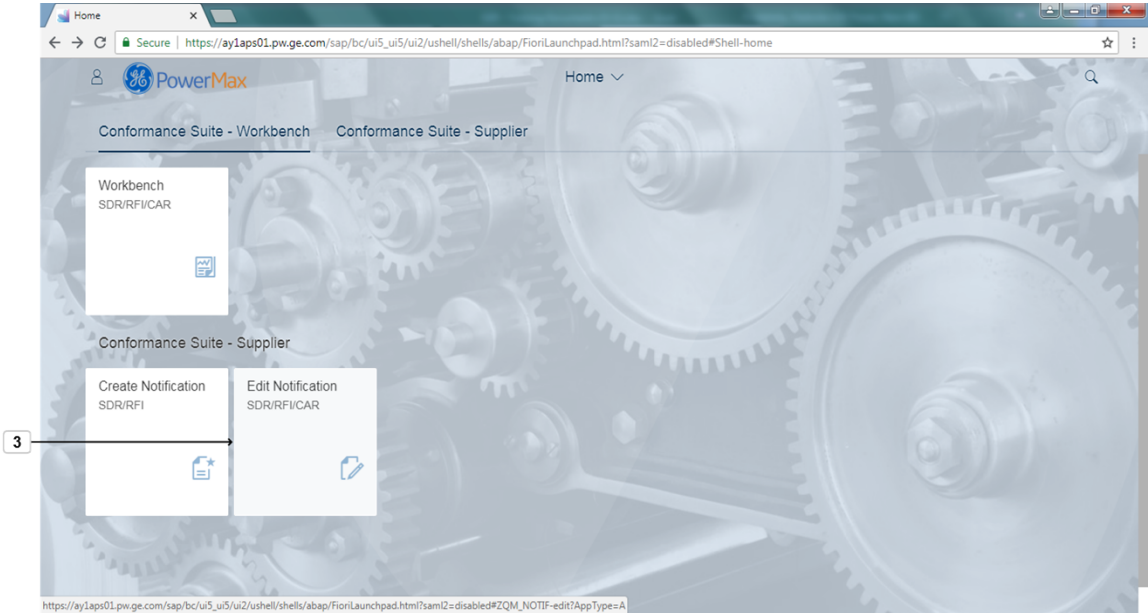 Home
Secure | https://ay1aps01.pw.ge.com/sap/bc/ui5_ui5/ui2/ushell/shells/abap/FioriLaunchpad.html?saml2=disabled#Shell-home
PowerMax
Home
Conformance Suite - Workbench Conformance Suite - Supplier
Workbench
SDR/RFI/CAR
Conformance Suite - Supplier
Create Notification
SDR/RFI
Edit Notification
SDR/RFI/CAR
3
https://ay1aps01.pw.ge.com/sap/bc/ui5_ui5/ui2/ushell/shells/abap/FioriLaunchpad.html?saml2=disabled#ZQM_NOTIF-edit?AppType=A